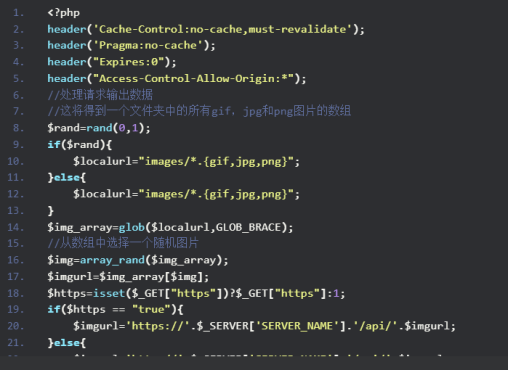 1. <?php
2. header('Cache-Control:no-cache,must-revalidate');
3. header('Pragma:no-cache');
4. header("Expires:0");
5. header("Access-Control-Allow-Origin:*");
6. //处理请求输出数据
7. //这将得到一个文件夹中的所有gif, jpg和png图片的数组
8. $rand=rand(0,1);
9. if($rand){
10. $localurl="images/*.{gif,jpg,png}";
11. }else{
12. $localurl="images/*.{gif,jpg,png}";
13. }
14. $img_array=glob($localurl,GLOB_BRACE);
15. //从数组中选择一个随机图片
16. $img=array_rand($img_array);
17. $imgurl=$img_array[$img];
18. $https=isset($_GET["https"])?$_GET["https"]:1;
19. if($https == "true"){
20. $imgurl='https://'.$_SERVER['SERVER_NAME'].'/api/'.$imgurl;
21. }else{